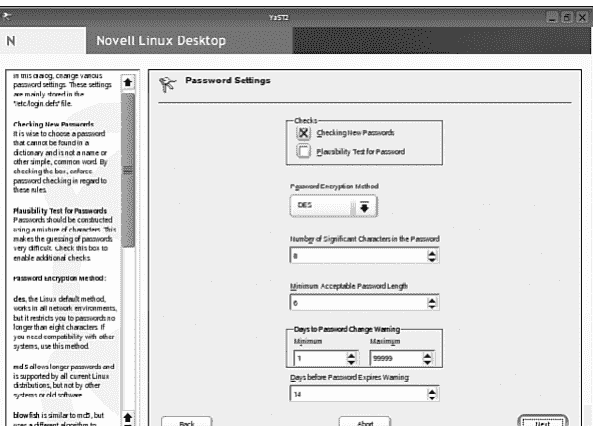 YaST2
N Novell Linux Desktop
In this dialog, change various
password settings. These settings
are mainly stored in the
'/etc/login.defs' file.
Checking New Passwords
It is wise to choose a password
that cannot be found in a
dictionary and is not a name or
other simple, common word. By
checking the box, enforce
password checking in regard to
these rules.
Plausibility Test for Passwords
Passwords should be constructed
using a mixture of characters. This
makes the guessing of passwords
very difficult. Check this box to
enable additional checks.
Password Encryption Method:
des, the Linux default method,
works in all network environments,
but it restricts you to passwords no
longer than eight characters. If
you need compatibility with other
systems, use this method.
md5 allows longer passwords and
is supported by all current Linux
distributions, but not by other
systems or old software.
blowfish is similar to md5, but
uses a different algorithm to
Password Settings
Checks
Checking New Passwords
Plausibility Test for Password
Password Encryption Method
DES
Number of Significant Characters in the Password
8
Minimum Acceptable Password Length
6
Days to Password Change Warning
Minimum Maximum
1 99999
Days before Password Expires Warning
14
Back Abort Next